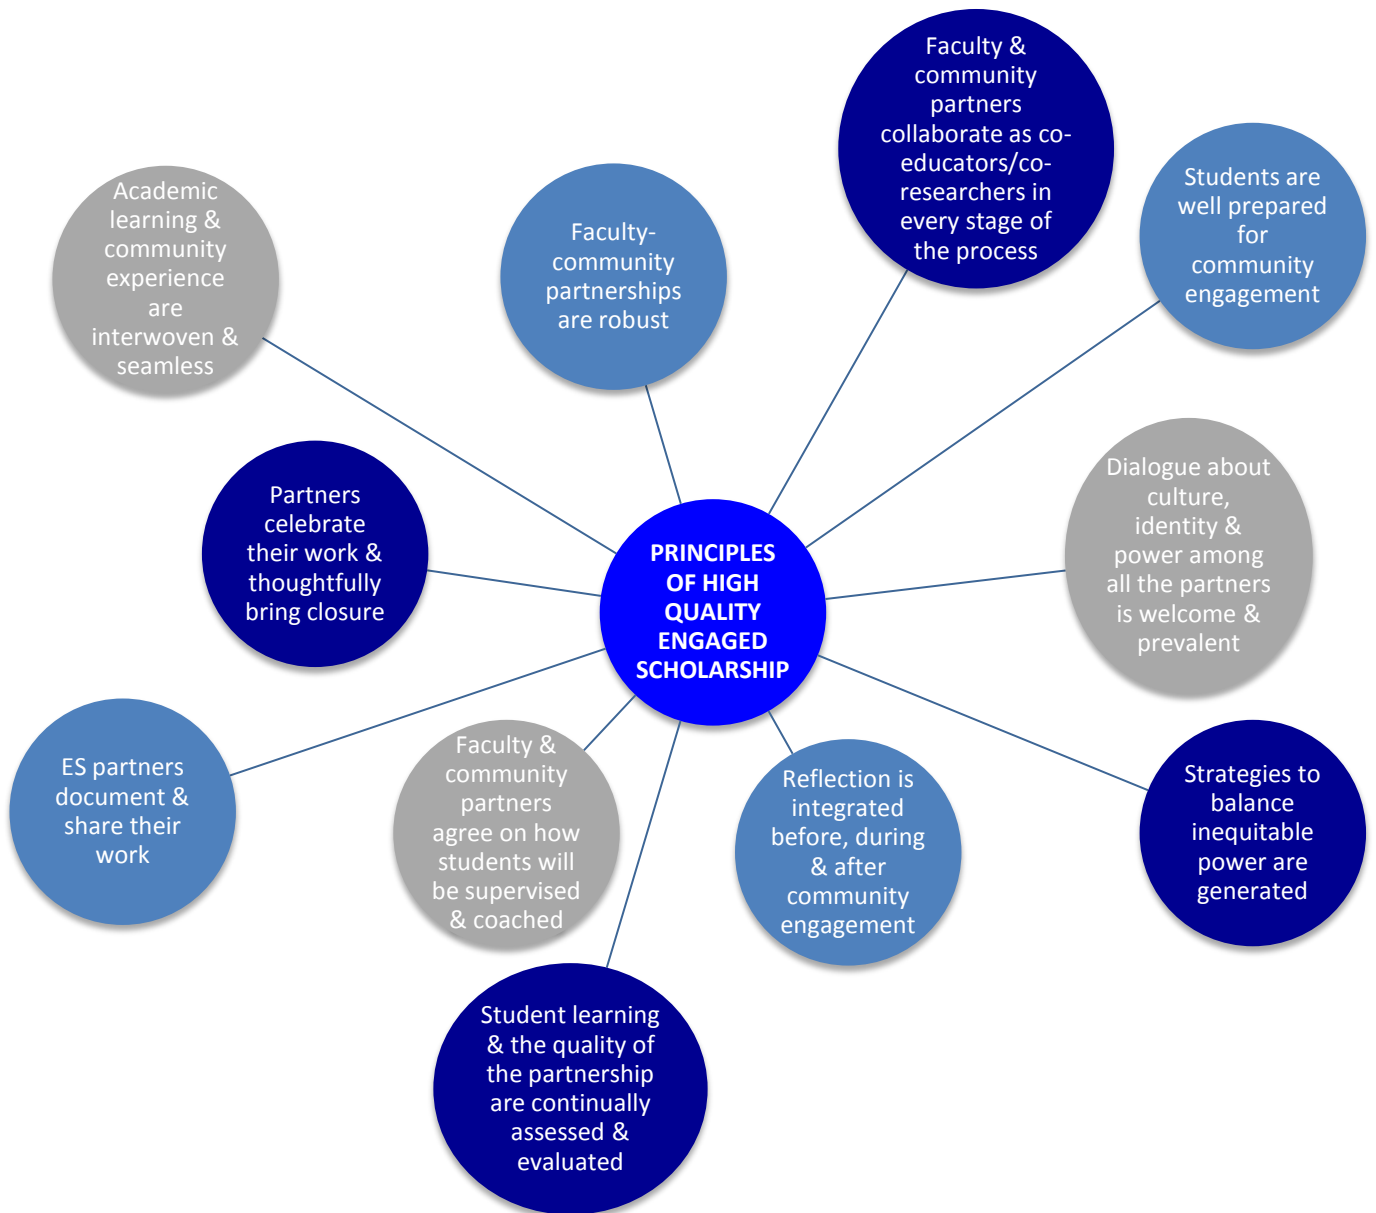 Faculty &
community
partners
collaborate as co-
educators/co-
researchers in
every stage of
the process
Students are
well prepared
for
community
engagement
Academic
learning &
community
experience
are
interwoven &
seamless
Faculty-
community
partnerships
are robust
Dialogue about
culture,
identity &
power among
all the partners
is welcome &
prevalent
Partners
celebrate
their work &
thoughtfully
bring closure
PRINCIPLES
OF HIGH
QUALITY
ENGAGED
SCHOLARSHIP
ES partners
document &
share their
work
Faculty &
community
partners
agree on how
students will
be supervised
& coached
Reflection is
integrated
before, during
& after
community
engagement
Strategies to
balance
inequitable
power are
generated
Student learning
& the quality of
the partnership
are continually
assessed &
evaluated